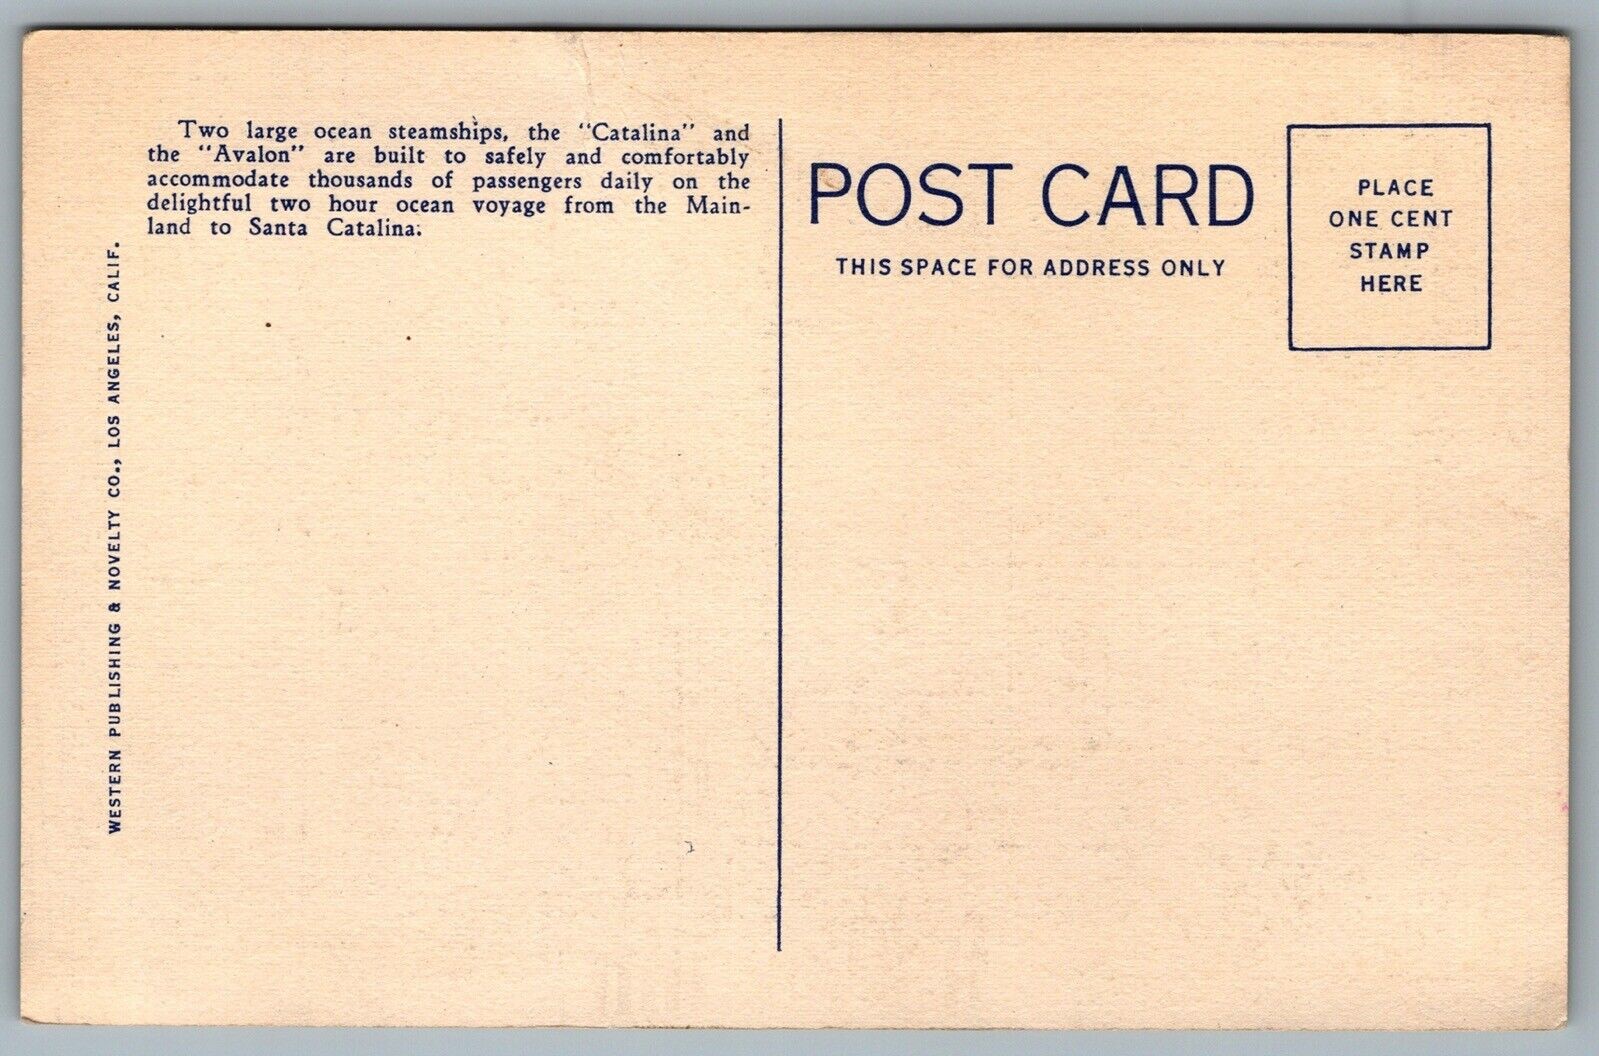 Two large ocean steamships, the "Catalina" and
the "Avalon" are built to safely and comfortably
accommodate thousands of passengers daily on the
delightful two hour ocean voyage from the Main-
land to Santa Catalina.
WESTERN PUBLISHING & NOVELTY CO., LOS ANGELES, CALIF.
POST CARD
THIS SPACE FOR ADDRESS ONLY
PLACE
ONE CENT
STAMP
HERE